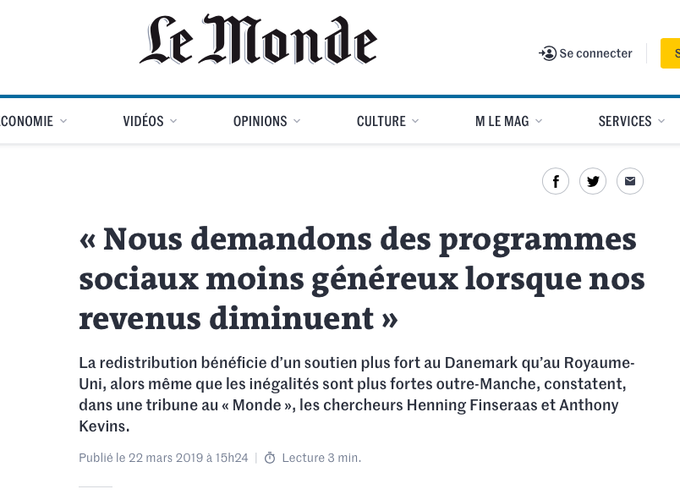 Le Monde
Se connecter
CONOMIE
VIDÉOS
OPINIONS
CULTURE
M LE MAG
SERVICES
« Nous demandons des programmes
sociaux moins généreux lorsque nos
revenus diminuent »
La redistribution bénéficie d’un soutien plus fort au Danemark qu’au Royaume-
Uni, alors même que les inégalités sont plus fortes outre-Manche, constatent,
dans une tribune au « Monde », les chercheurs Henning Finseraas et Anthony
Kevins.
Publié le 22 mars 2019 à 15h24
Lecture 3 min.